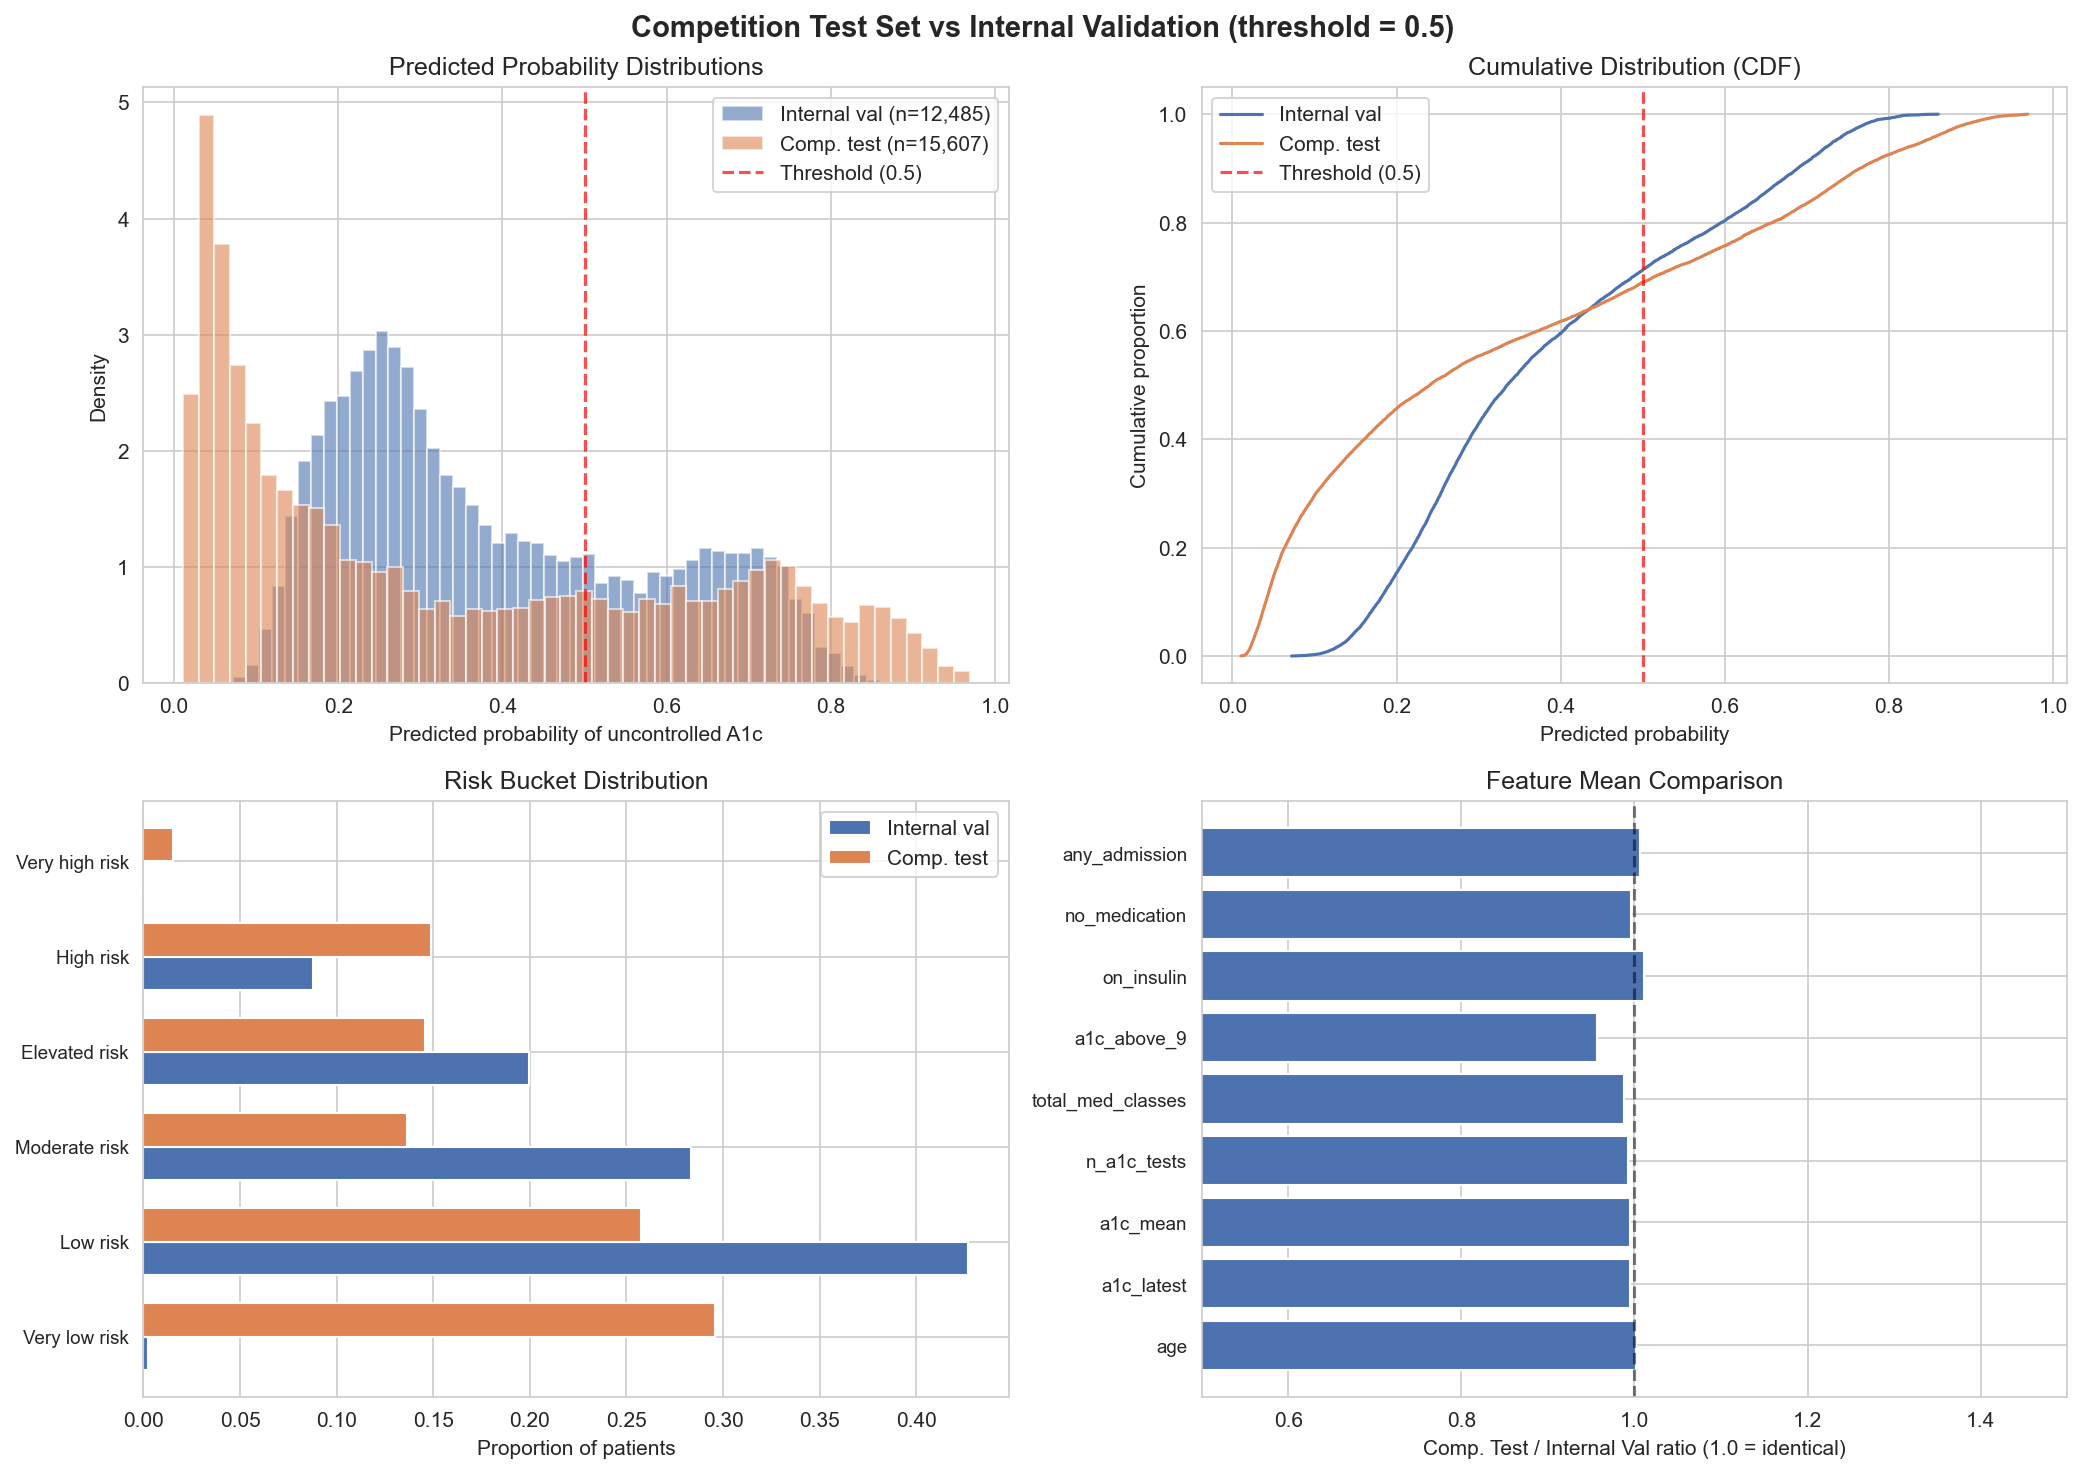 Competition Test Set vs Internal Validation (threshold = 0.5)
Predicted Probability Distributions
Internal val (n=12,485)
Comp. test (n=15,607)
Threshold (0.5)
5
4
3
2
1
0
Density
0.0 0.2 0.4 0.6 0.8 1.0
Predicted probability of uncontrolled A1c
Cumulative Distribution (CDF)
Internal val
Comp. test
Threshold (0.5)
1.0
0.8
0.6
0.4
0.2
0.0
Cumulative proportion
0.0 0.2 0.4 0.6 0.8 1.0
Predicted probability
Risk Bucket Distribution
Internal val
Comp. test
Very high risk
High risk
Elevated risk
Moderate risk
Low risk
Very low risk
0.00 0.05 0.10 0.15 0.20 0.25 0.30 0.35 0.40
Proportion of patients
Feature Mean Comparison
any_admission
no_medication
on_insulin
a1c_above_9
total_med_classes
n_a1c_tests
a1c_mean
a1c_latest
age
0.6 0.8 1.0 1.2 1.4
Comp. Test / Internal Val ratio (1.0 = identical)